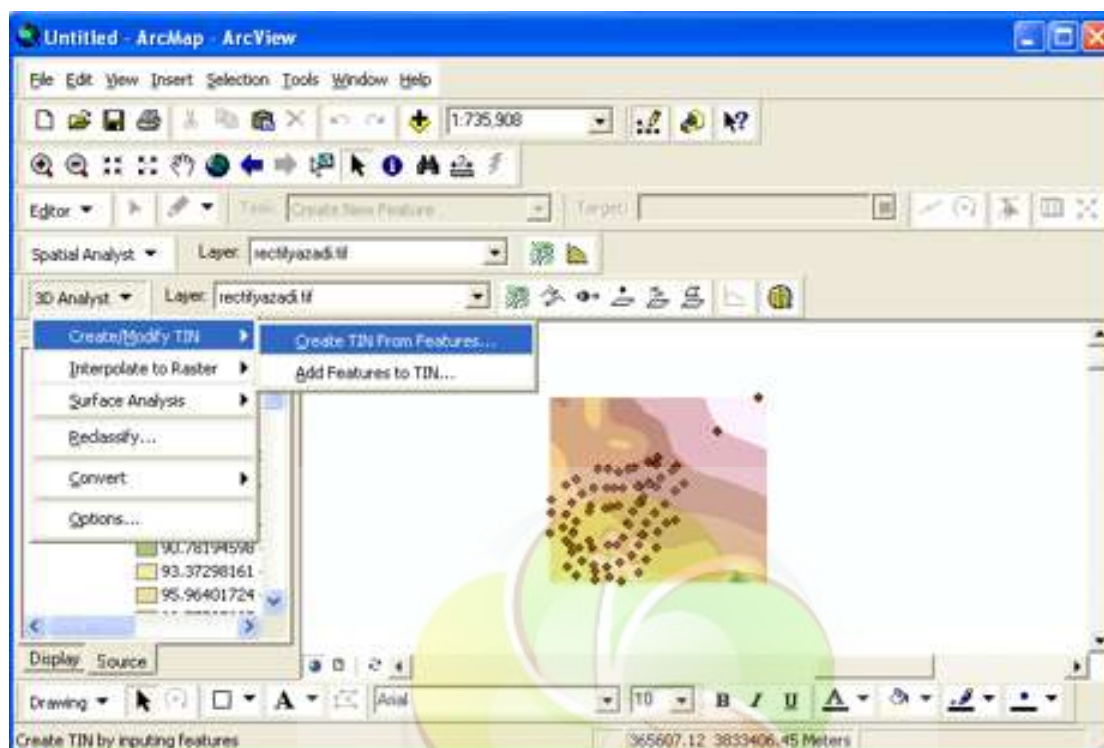 Untitled - ArcMap - ArcView
File Edit View Insert Selection Tools Window Help
1:735,908
Editor Task: Create New Feature Target:
Spatial Analyst Layer: rectifyazadi.tif
3D Analyst Layer: rectifyazadi.tif
Create/Modify TIN
Create TIN From Features...
Interpolate to Raster
Add Features to TIN...
Surface Analysis
Reclassify...
Convert
Options...
90.78194598
93.37298161
95.96401724
Display Source
Drawing A Arial 10 B I U A
Create TIN by inputing features 365607.12 3833406.45 Meters